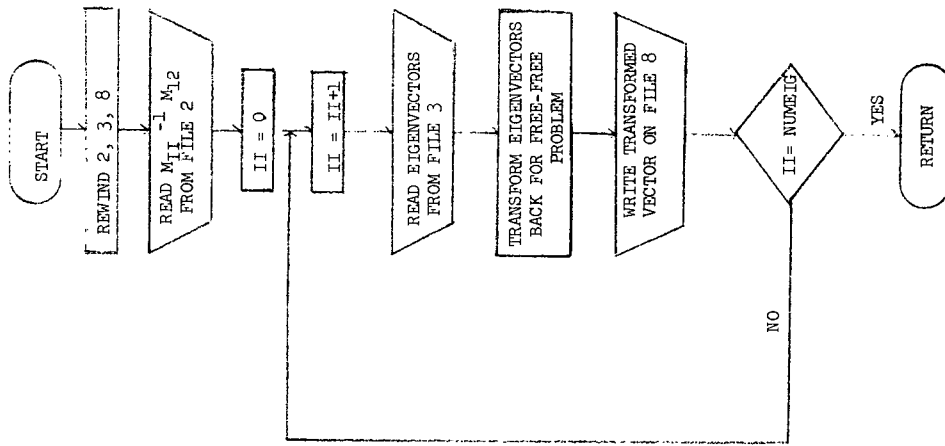 START
REWIND 2, 3, 8
READ M_II^-1 M_12
FROM FILE 2
II = 0
II = II+1
READ EIGENVECTORS
FROM FILE 3
TRANSFORM EIGENVECTORS
BACK FOR FREE-FREE
PROBLEM
WRITE TRANSFORMED
VECTOR ON FILE 8
II= NUMEIG
NO
YES
RETURN